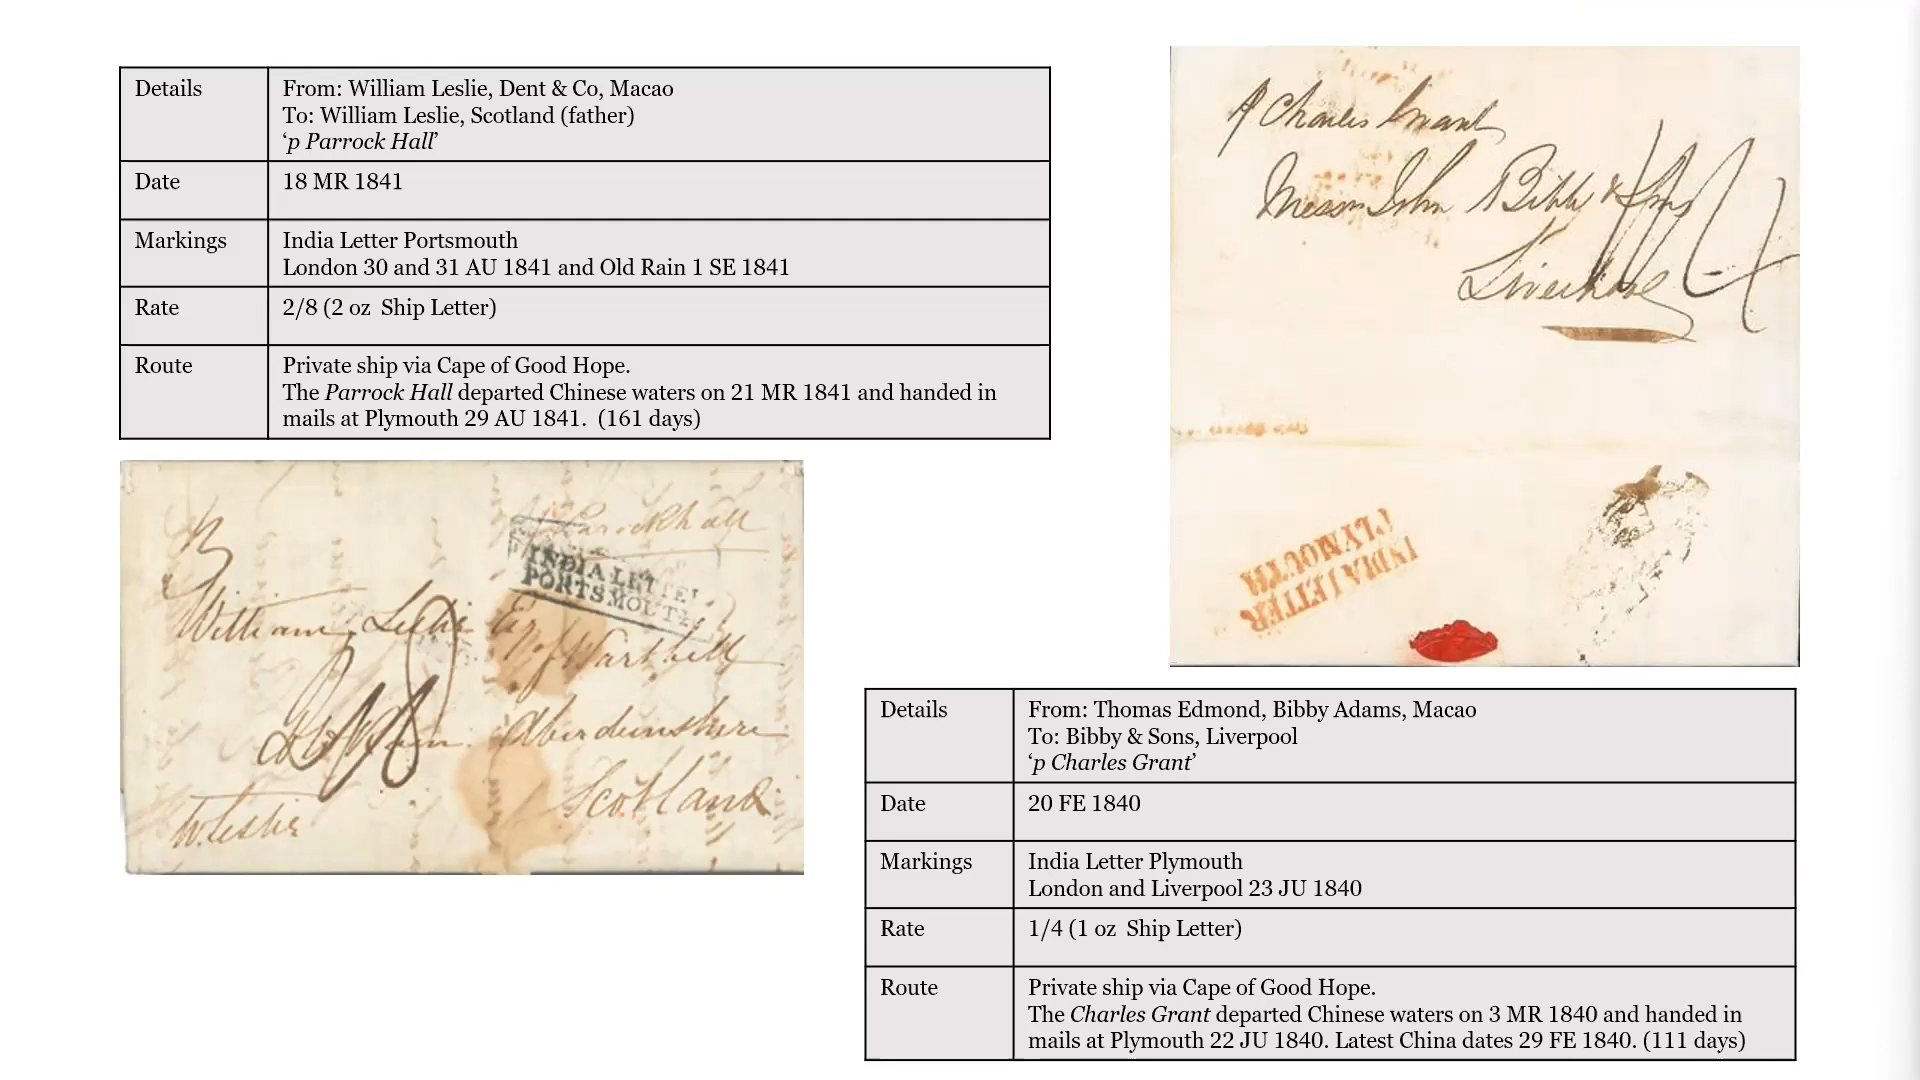 Details
From: William Leslie, Dent & Co, Macao
To: William Leslie, Scotland (father)
‘p Parrock Hall’
Date
18 MR 1841
Markings
India Letter Portsmouth
London 30 and 31 AU 1841 and Old Rain 1 SE 1841
Rate
2/8 (2 oz  Ship Letter)
Route
Private ship via Cape of Good Hope.
The Parrock Hall departed Chinese waters on 21 MR 1841 and handed in
mails at Plymouth 29 AU 1841.  (161 days)
p Charles Grant
Messrs John Bibby & Sons
Liverpool
1/4
INDIA LETTER
PLYMOUTH
INDIA LETTER
PORTSMOUTH
William Leslie Esqr
of Warthill
Aberdeenshire
Scotland
W. Leslie
Details
From: Thomas Edmond, Bibby Adams, Macao
To: Bibby & Sons, Liverpool
‘p Charles Grant’
Date
20 FE 1840
Markings
India Letter Plymouth
London and Liverpool 23 JU 1840
Rate
1/4 (1 oz  Ship Letter)
Route
Private ship via Cape of Good Hope.
The Charles Grant departed Chinese waters on 3 MR 1840 and handed in
mails at Plymouth 22 JU 1840. Latest China dates 29 FE 1840. (111 days)